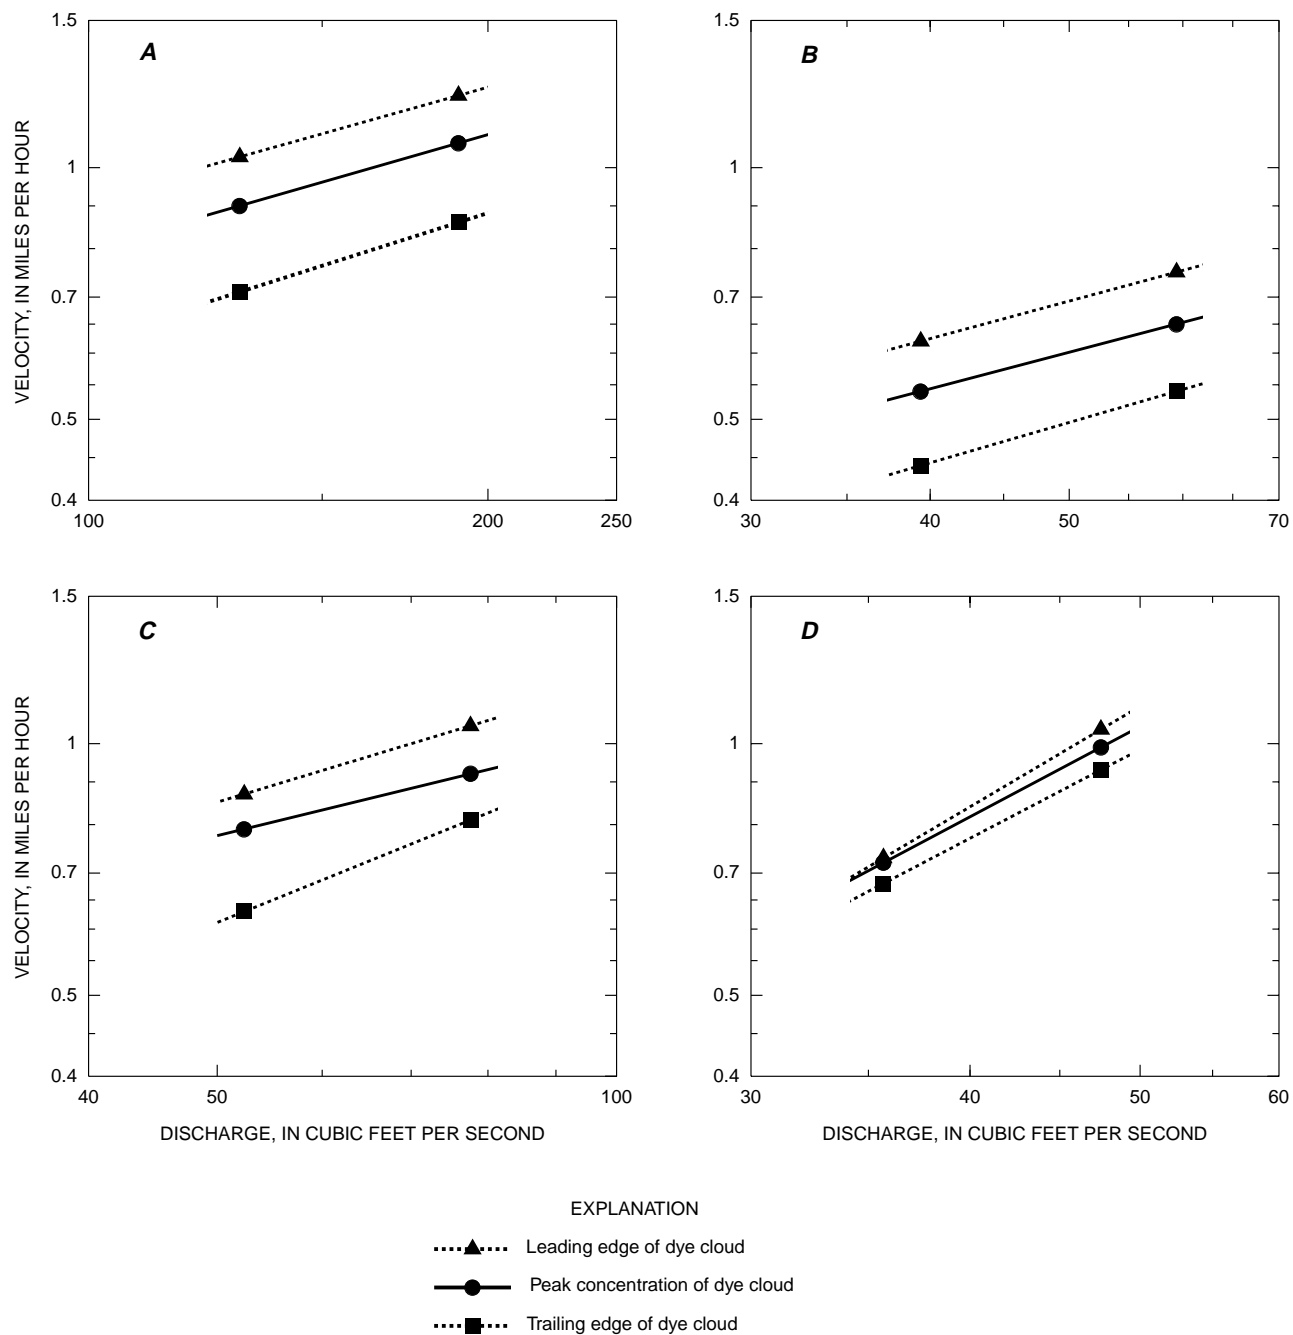 A
B
1.5
1.5
1
1
0.7
0.7
0.5
0.5
0.4
0.4
VELOCITY, IN MILES PER HOUR
100
200
250
30
40
50
70
C
D
1.5
1.5
1
1
0.7
0.7
0.5
0.5
0.4
0.4
VELOCITY, IN MILES PER HOUR
40
50
100
30
40
50
60
DISCHARGE, IN CUBIC FEET PER SECOND
DISCHARGE, IN CUBIC FEET PER SECOND
EXPLANATION
Leading edge of dye cloud
Peak concentration of dye cloud
Trailing edge of dye cloud